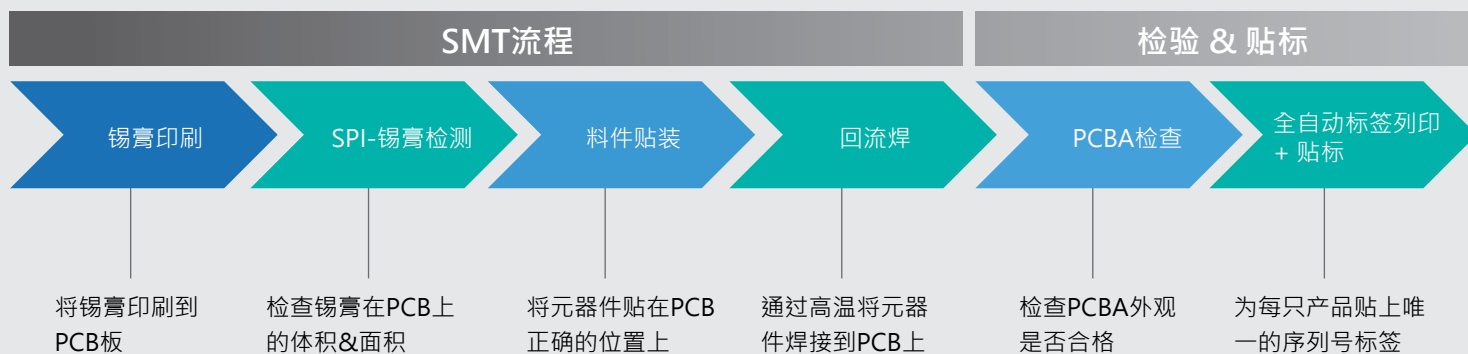 SMT流程
检验 & 贴标
锡膏印刷
SPI-锡膏检测
料件贴装
回流焊
PCBA检查
全自动标签列印
+ 贴标
将锡膏印刷到
PCB板
检查锡膏在PCB上
的体积&面积
将元器件贴在PCB
正确的位置上
通过高温将元器
件焊接到PCB上
检查PCBA外观
是否合格
为每只产品贴上唯
一的序列号标签